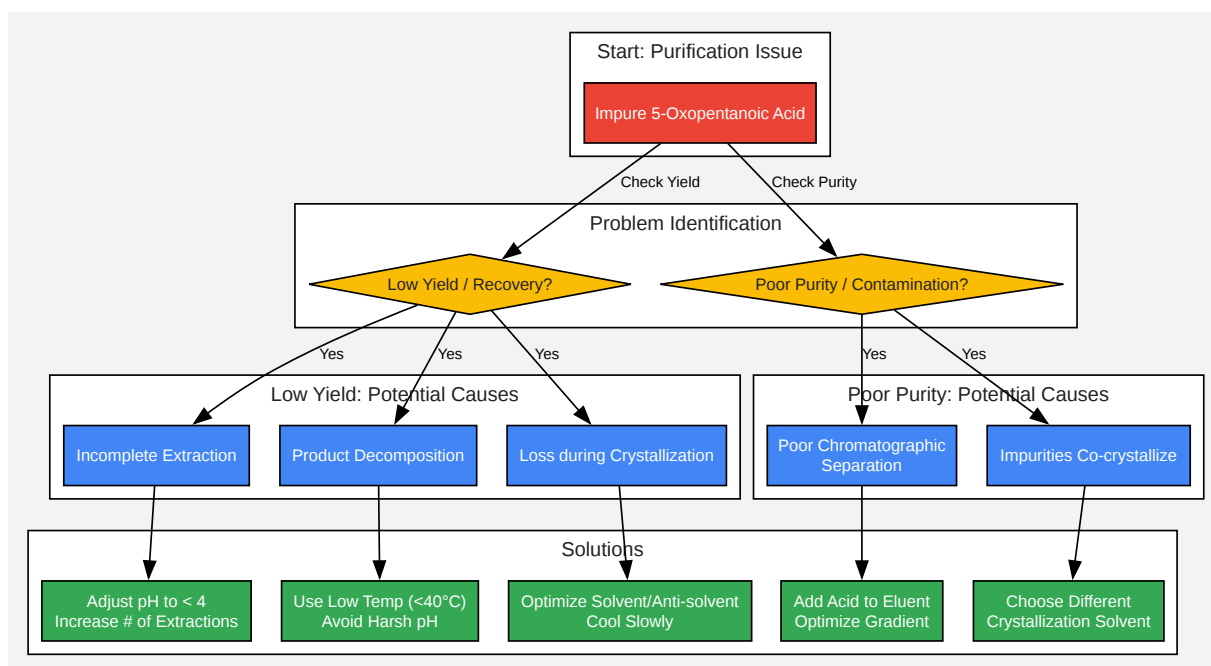 Start: Purification Issue
Impure 5-Oxopentanoic Acid
Check Yield
Check Purity
Problem Identification
Low Yield / Recovery?
Poor Purity / Contamination?
Yes
Yes
Yes
Yes
Yes
Low Yield: Potential Causes
Poor Purity: Potential Causes
Incomplete Extraction
Product Decomposition
Loss during Crystallization
Poor Chromatographic
Separation
Impurities Co-crystallize
Solutions
Adjust pH to < 4
Increase # of Extractions
Use Low Temp (<40°C)
Avoid Harsh pH
Optimize Solvent/Anti-solvent
Cool Slowly
Add Acid to Eluent
Optimize Gradient
Choose Different
Crystallization Solvent